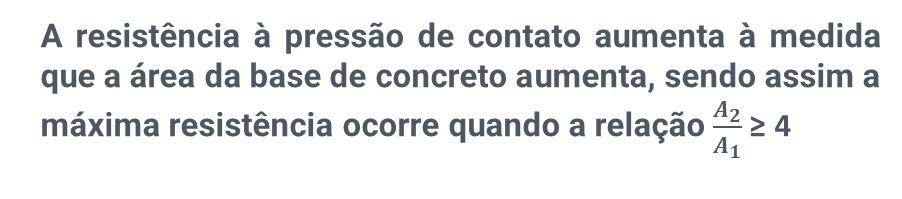 A resistência à pressão de contato aumenta à medida
que a área da base de concreto aumenta, sendo assim a
máxima resistência ocorre quando a relação A₂/A₁ ≥ 4